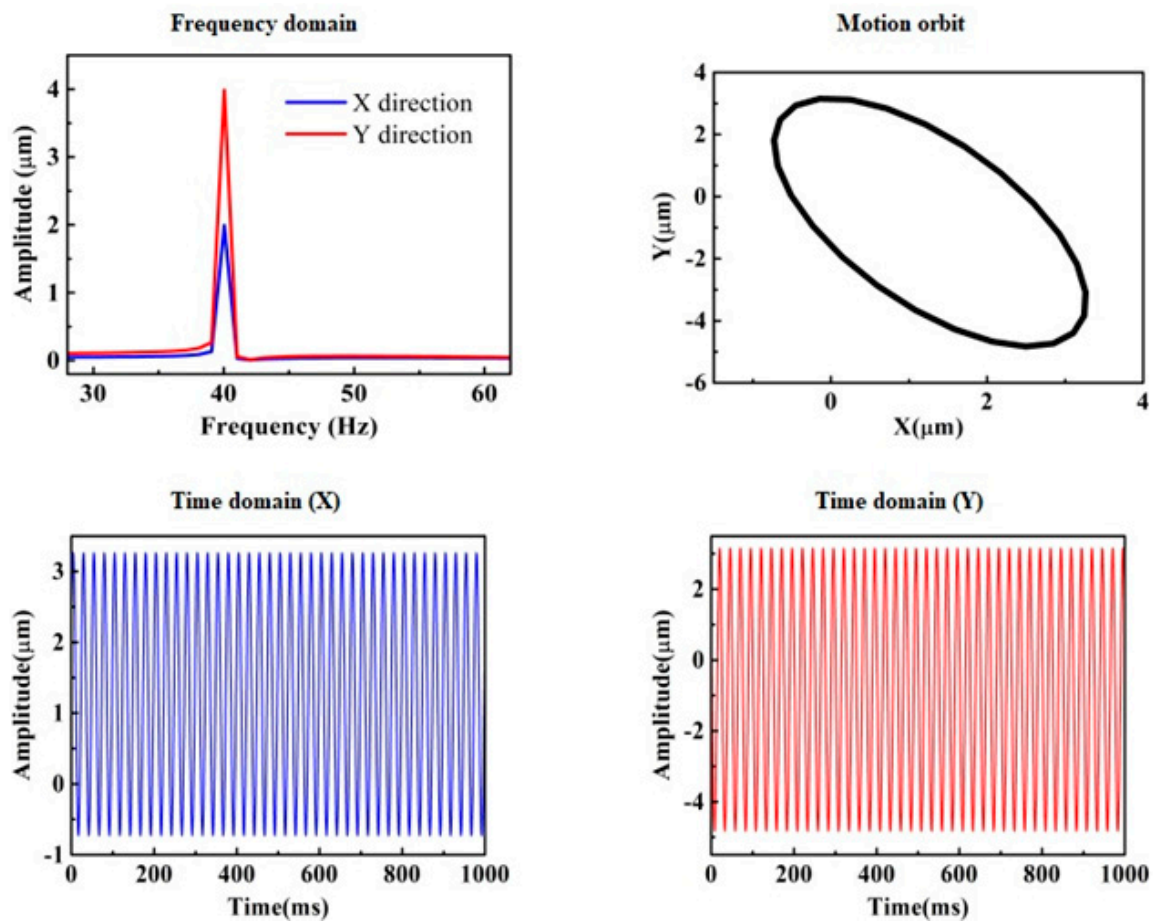 Frequency domain
4
3
2
1
0
Amplitude (μm)
X direction
Y direction
30 40 50 60
Frequency (Hz)
Motion orbit
4
2
0
-2
-4
-6
Y(μm)
0 2 4
X(μm)
Time domain (X)
3
2
1
0
-1
Amplitude(μm)
0 200 400 600 800 1000
Time(ms)
Time domain (Y)
2
0
-2
-4
Amplitude(μm)
0 200 400 600 800 1000
Time(ms)